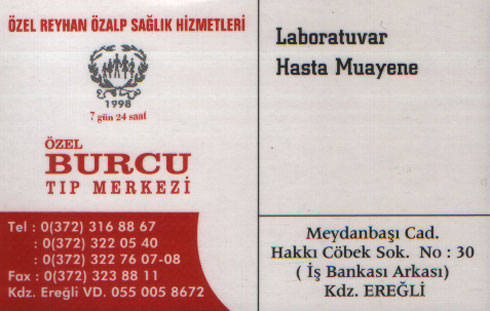 ÖZEL REYHAN ÖZALP SAĞLIK HİZMETLERİ
1998
7 gün 24 saat
ÖZEL
BURCU
TIP MERKEZİ
Tel : 0(372) 316 88 67
: 0(372) 322 05 40
: 0(372) 322 76 07-08
Fax : 0(372) 323 88 11
Kdz. Ereğli VD. 055 005 8672
Laboratuvar
Hasta Muayene
Meydanbaşı Cad.
Hakkı Cöbek Sok. No : 30
( İş Bankası Arkası)
Kdz. EREĞLİ